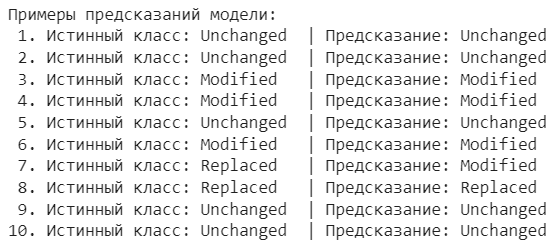 Примеры предсказаний модели:
1. Истинный класс: Unchanged | Предсказание: Unchanged
2. Истинный класс: Unchanged | Предсказание: Unchanged
3. Истинный класс: Modified | Предсказание: Modified
4. Истинный класс: Modified | Предсказание: Modified
5. Истинный класс: Unchanged | Предсказание: Unchanged
6. Истинный класс: Modified | Предсказание: Modified
7. Истинный класс: Replaced | Предсказание: Modified
8. Истинный класс: Replaced | Предсказание: Replaced
9. Истинный класс: Unchanged | Предсказание: Unchanged
10. Истинный класс: Unchanged | Предсказание: Unchanged